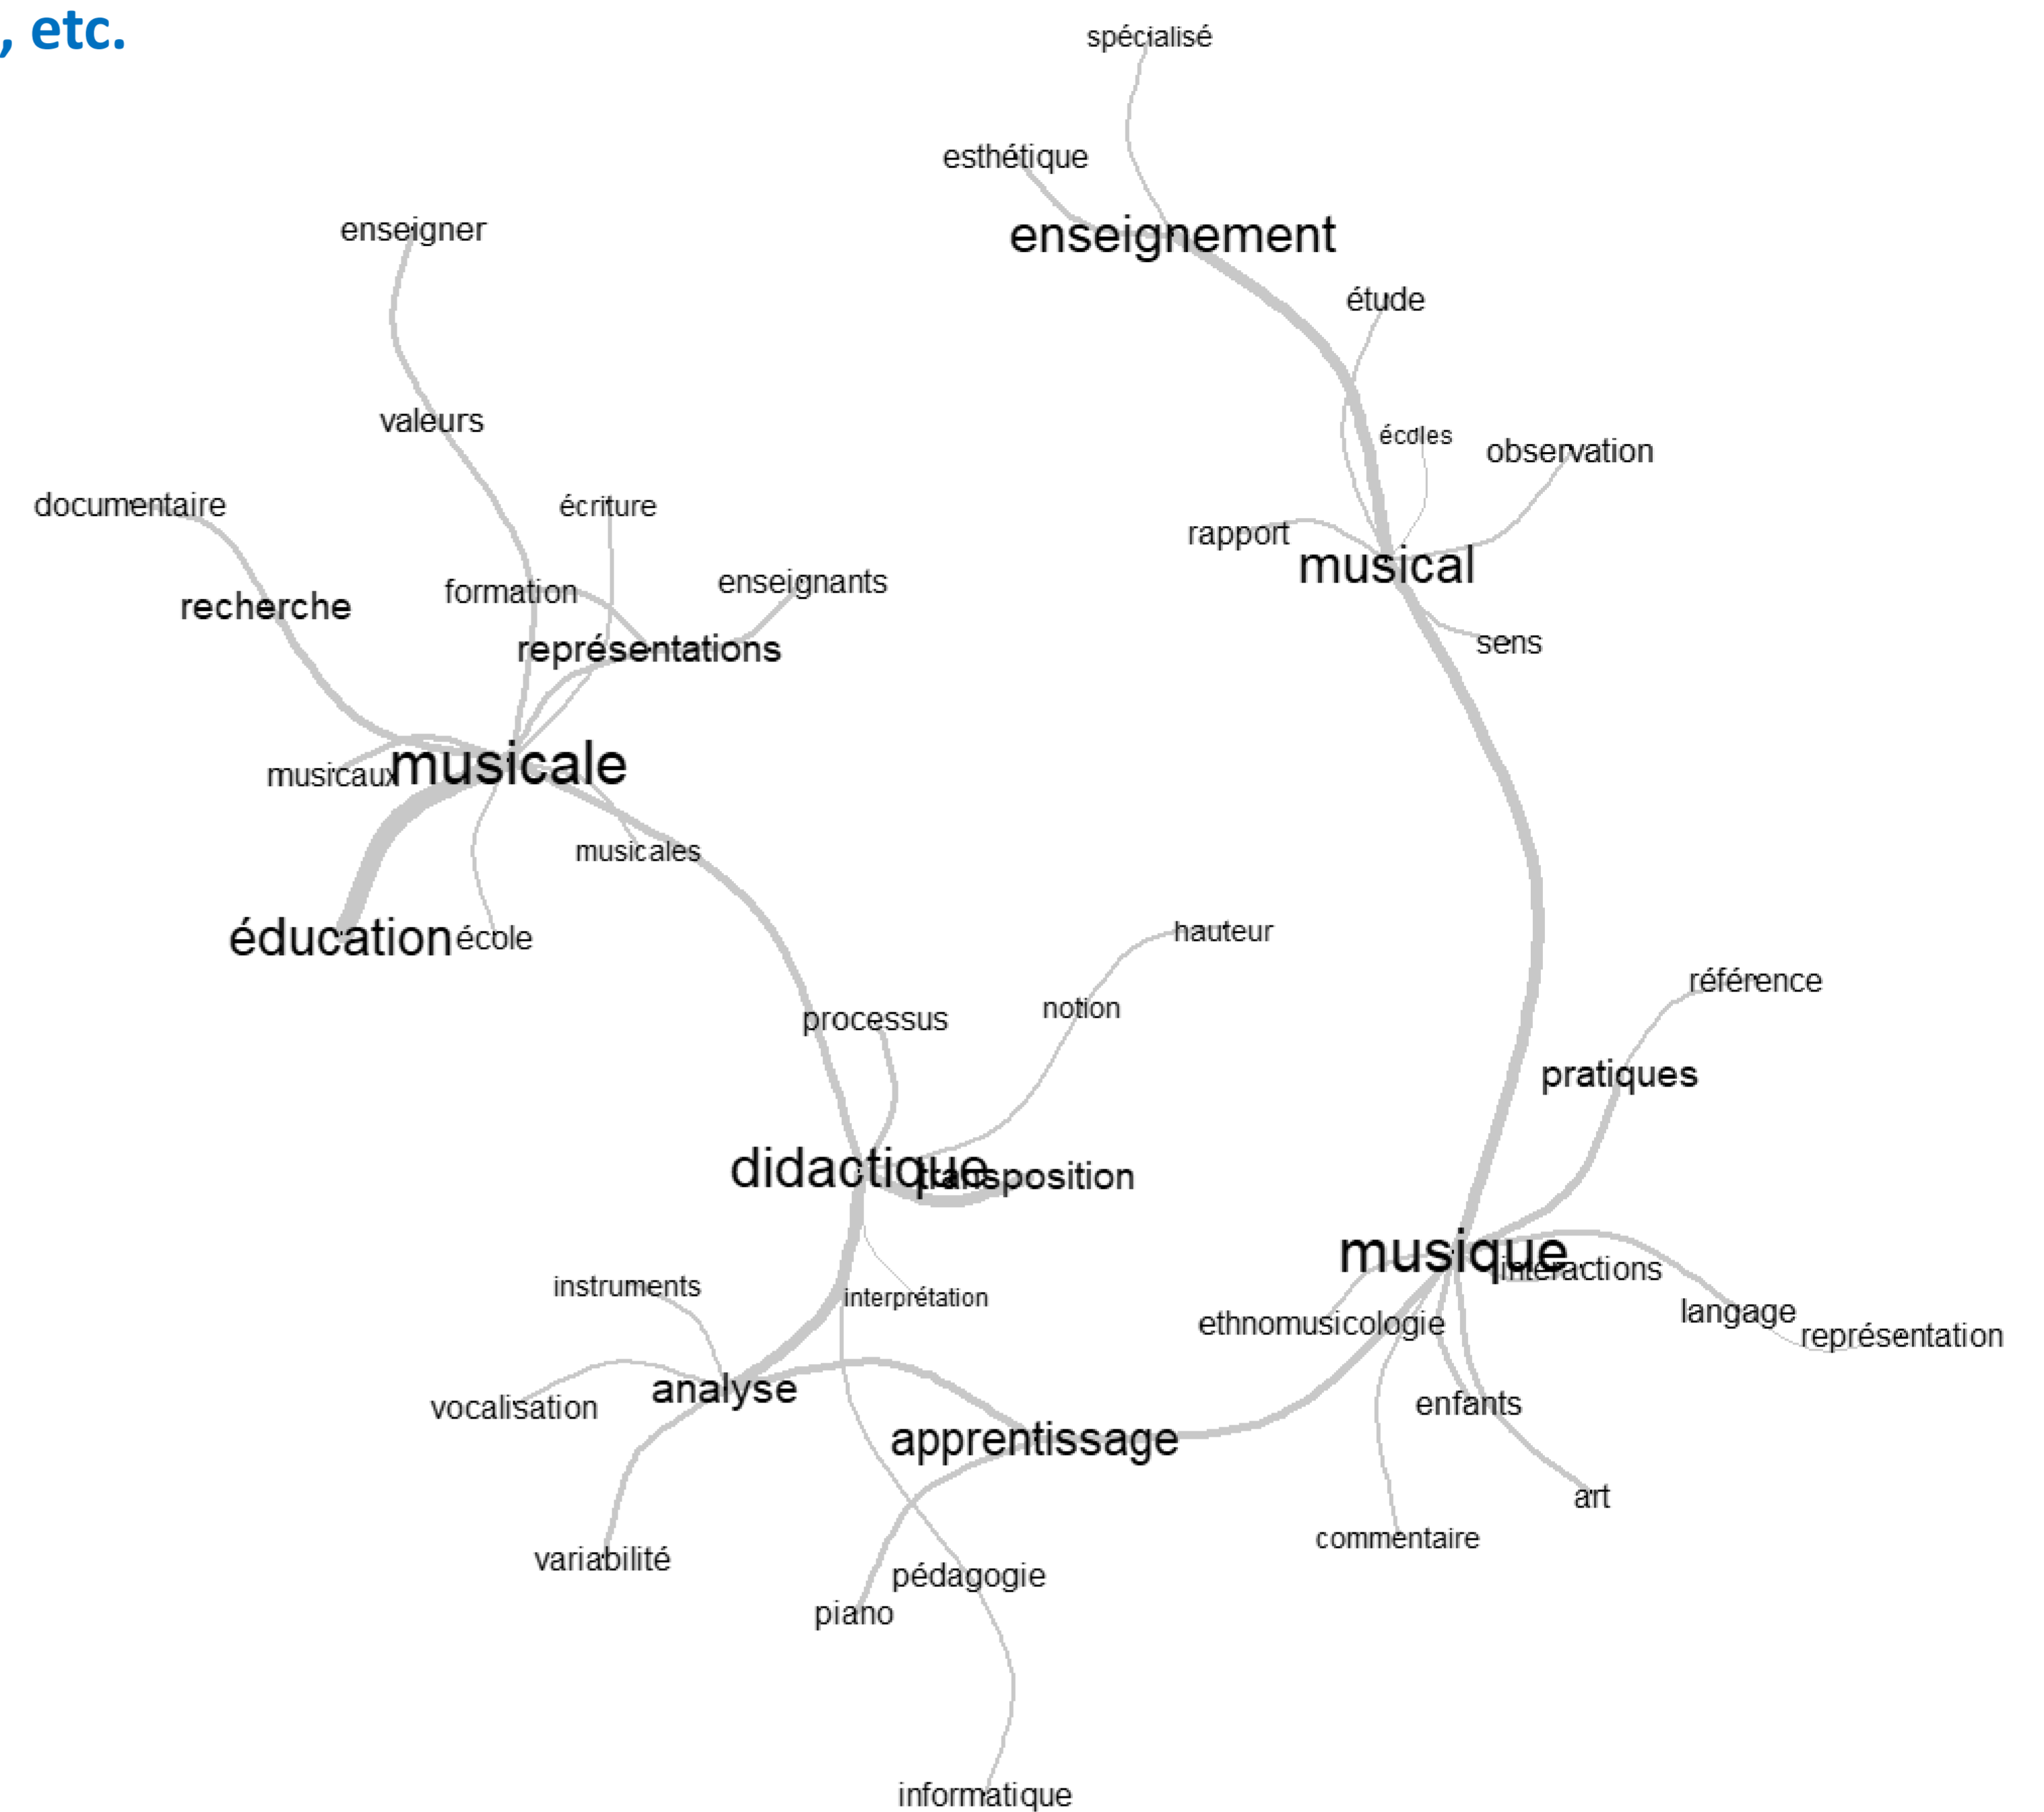 , etc.
spécialisé
esthétique
enseigner
enseignement
étude
valeurs
écoles
observation
documentaire
écriture
rapport
musical
formation
enseignants
recherche
sens
représentations
musicaux
musicale
musicales
éducation
école
hauteur
référence
notion
processus
pratiques
didactique
transposition
musique
interactions
instruments
interprétation
langage
ethnomusicologie
représentation
analyse
enfants
vocalisation
apprentissage
art
commentaire
variabilité
pédagogie
piano
informatique